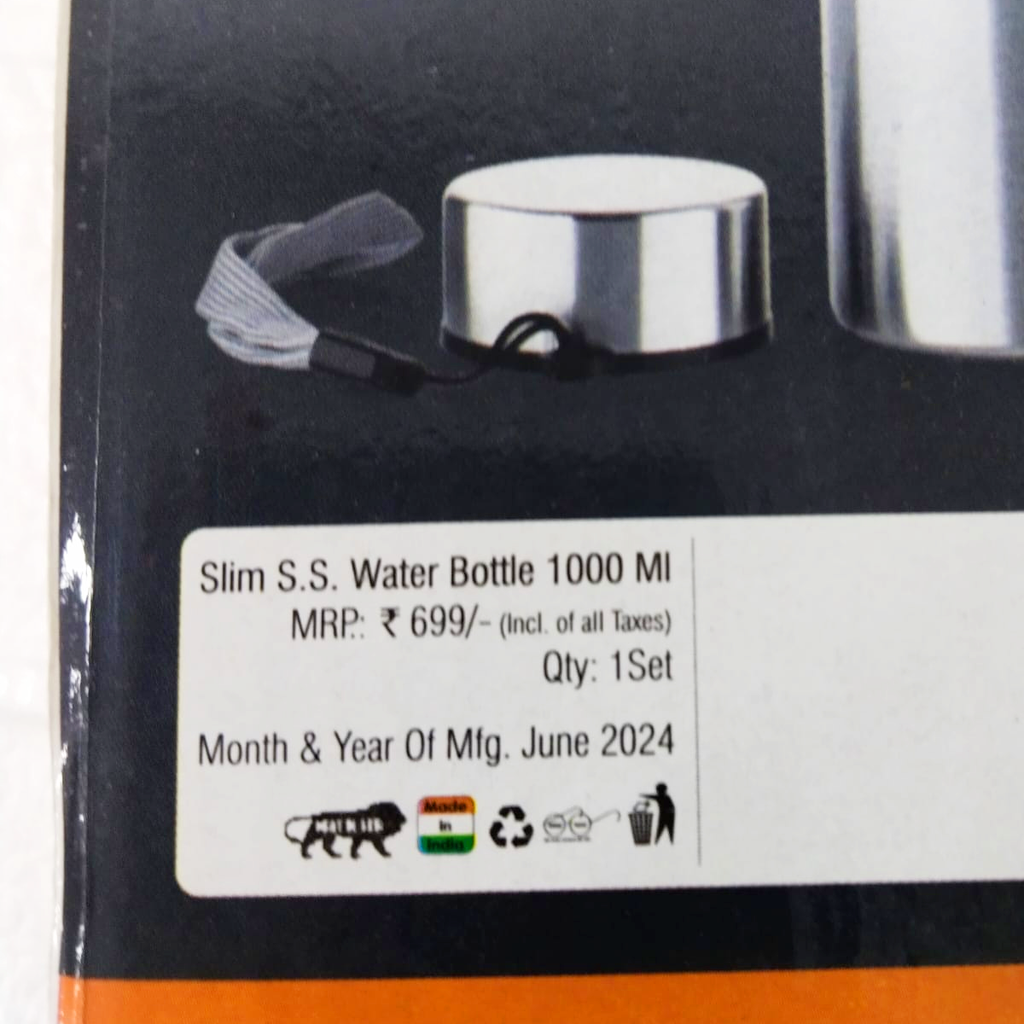 Slim S.S. Water Bottle 1000 Ml
MRP.: ₹ 699/- (Incl. of all Taxes)
Qty: 1Set
Month & Year Of Mfg. June 2024
Made
In
India